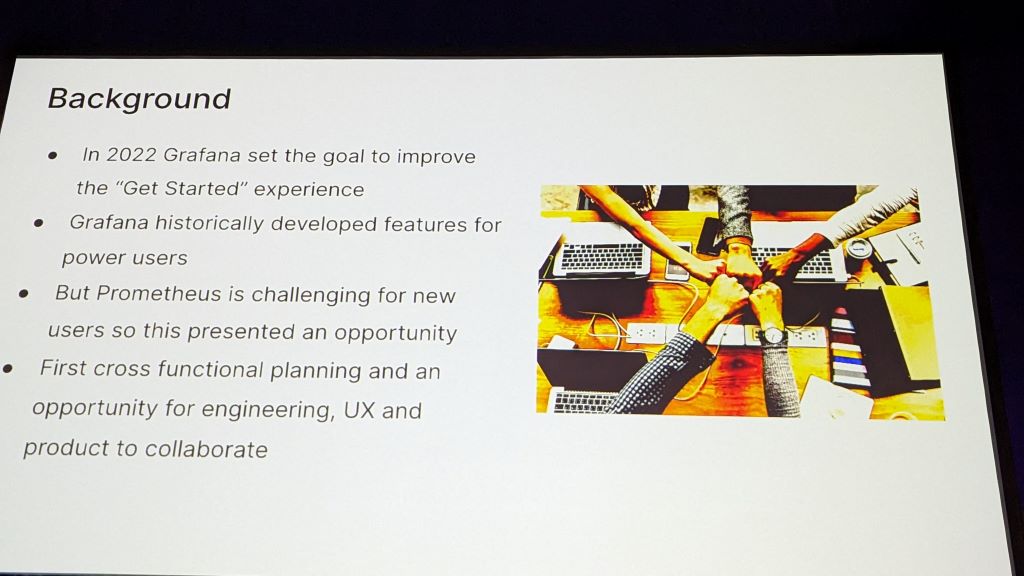 Background
• In 2022 Grafana set the goal to improve
the “Get Started” experience
• Grafana historically developed features for
power users
• But Prometheus is challenging for new
users so this presented an opportunity
• First cross functional planning and an
opportunity for engineering, UX and
product to collaborate